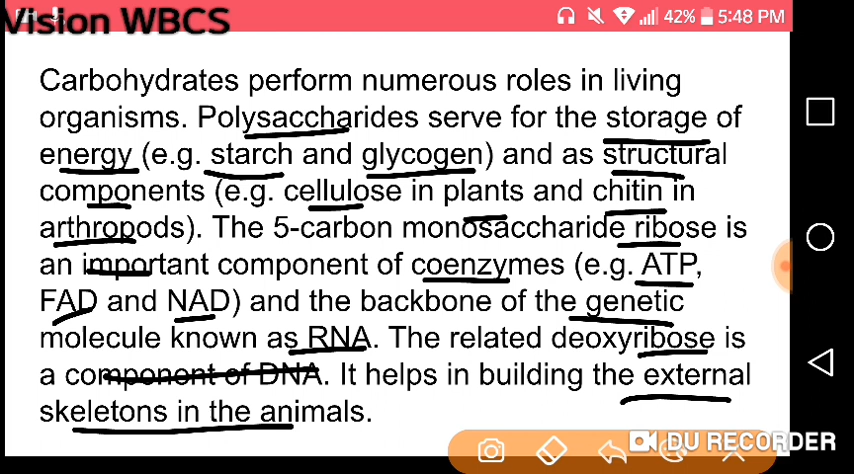 Vision WBCS
42% 5:48 PM
Carbohydrates perform numerous roles in living
organisms. Polysaccharides serve for the storage of
energy (e.g. starch and glycogen) and as structural
components (e.g. cellulose in plants and chitin in
arthropods). The 5-carbon monosaccharide ribose is
an important component of coenzymes (e.g. ATP,
FAD and NAD) and the backbone of the genetic
molecule known as RNA. The related deoxyribose is
a component of DNA. It helps in building the external
skeletons in the animals.
DU RECORDER